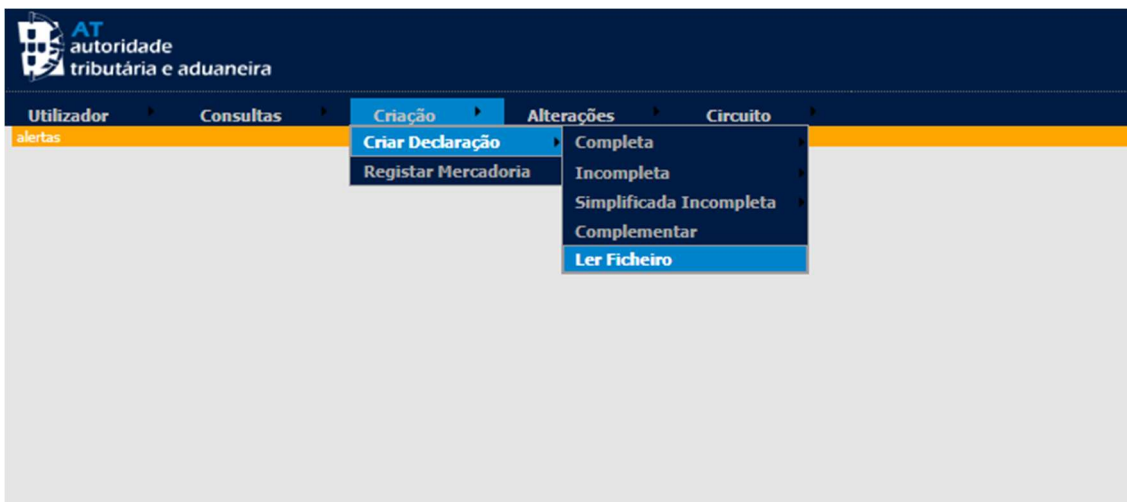 AT
autoridade
tributária e aduaneira
Utilizador Consultas Criação Alterações Circuito
alertas
Criar Declaração Completa
Registar Mercadoria Incompleta
Simplificada Incompleta
Complementar
Ler Ficheiro